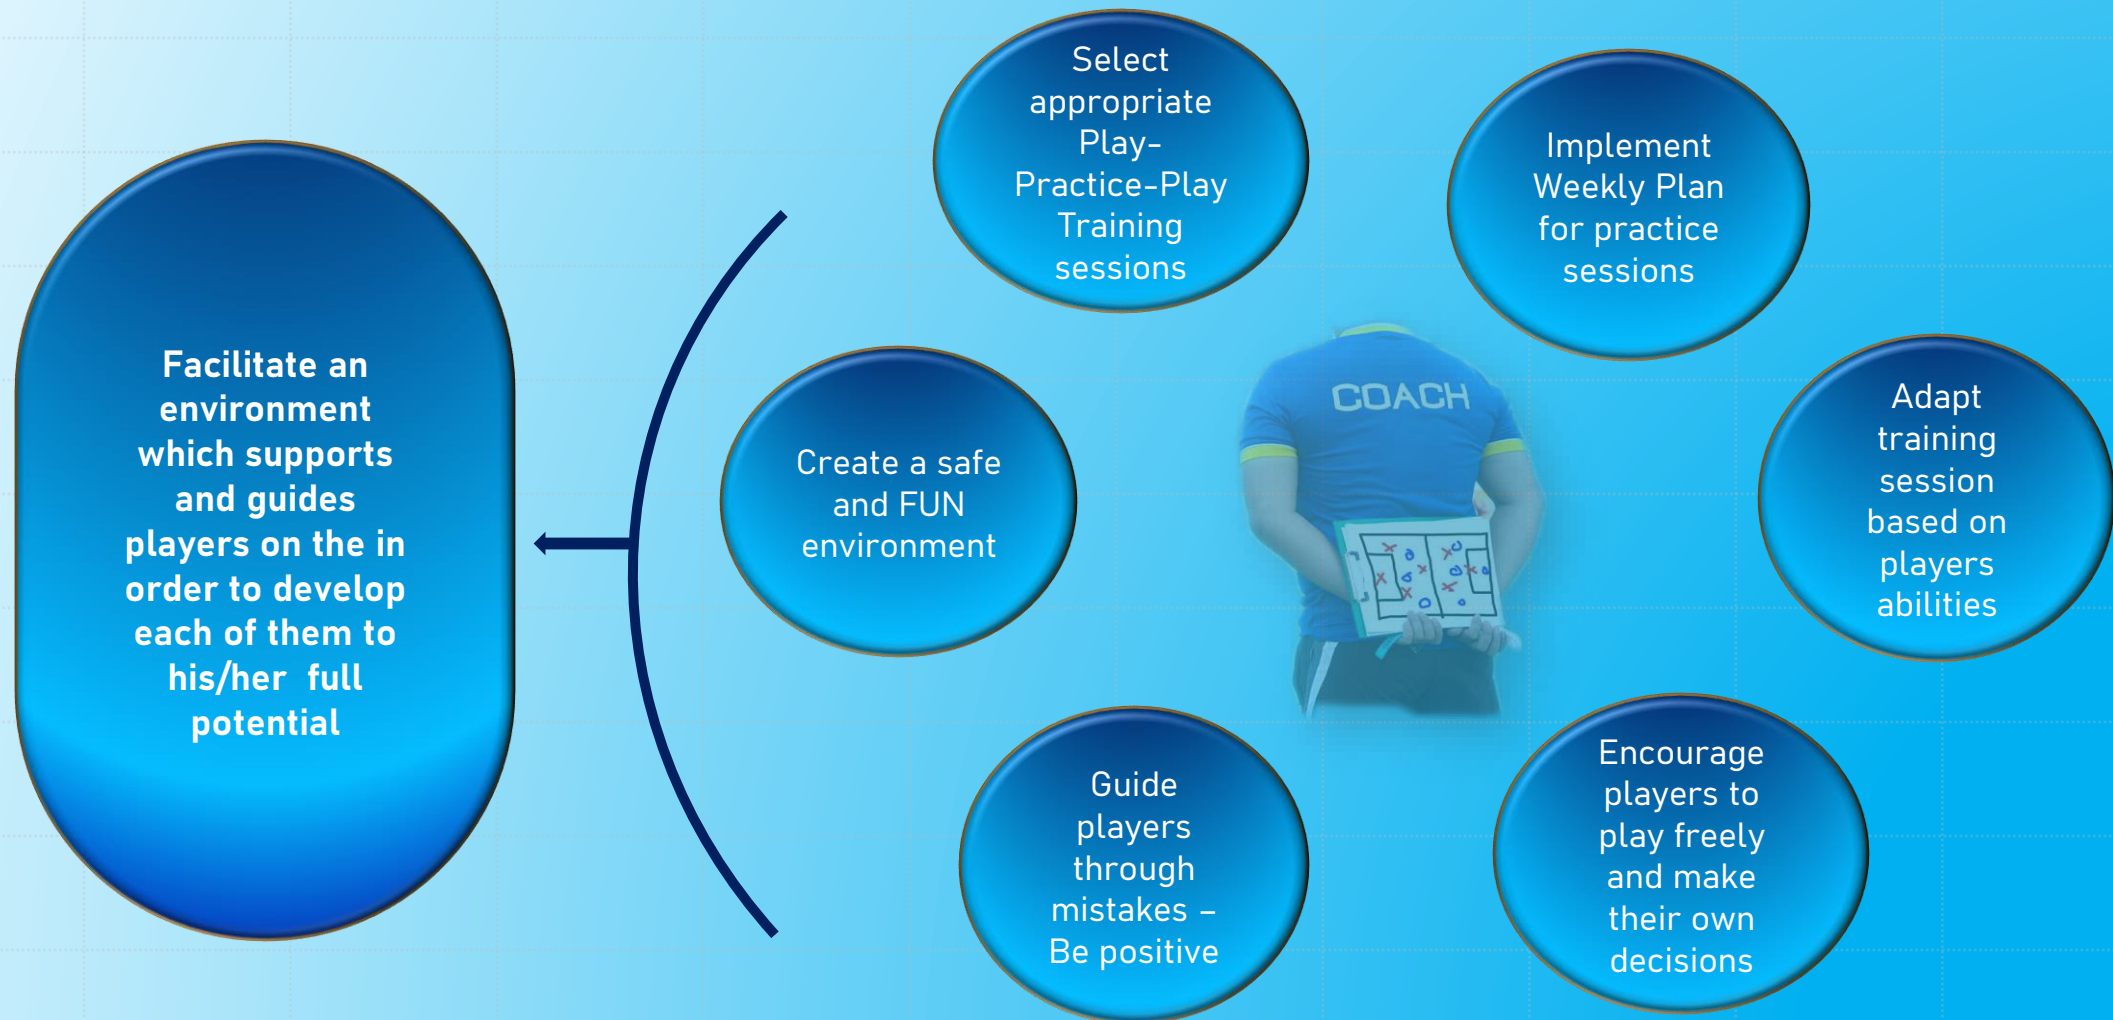 Facilitate an
environment
which supports
and guides
players on the in
order to develop
each of them to
his/her  full
potential
Select
appropriate
Play-
Practice-Play
Training
sessions
Implement
Weekly Plan
for practice
sessions
Create a safe
and FUN
environment
COACH
Adapt
training
session
based on
players
abilities
Guide
players
through
mistakes –
Be positive
Encourage
players to
play freely
and make
their own
decisions